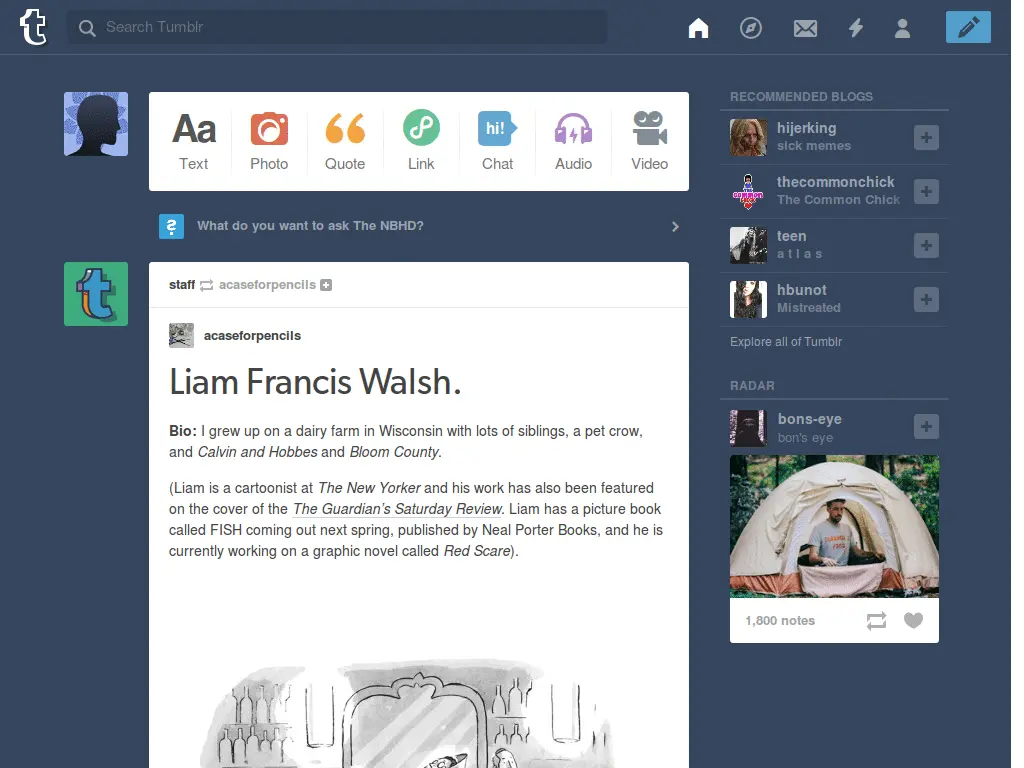 t
Search Tumblr
Aa
hi!
Text
Photo
Quote
Link
Chat
Audio
Video
?
What do you want to ask The NBHD?
t
staff acaseforpencils
acaseforpencils
Liam Francis Walsh.
Bio: I grew up on a dairy farm in Wisconsin with lots of siblings, a pet crow,
and Calvin and Hobbes and Bloom County.
(Liam is a cartoonist at The New Yorker and his work has also been featured
on the cover of the The Guardian's Saturday Review. Liam has a picture book
called FISH coming out next spring, published by Neal Porter Books, and he is
currently working on a graphic novel called Red Scare).
RECOMMENDED BLOGS
hijerking
sick memes
thecommonchick
The Common Chick
teen
a t l a s
hbunot
Mistreated
Explore all of Tumblr
RADAR
bons-eye
bon's eye
1,800 notes